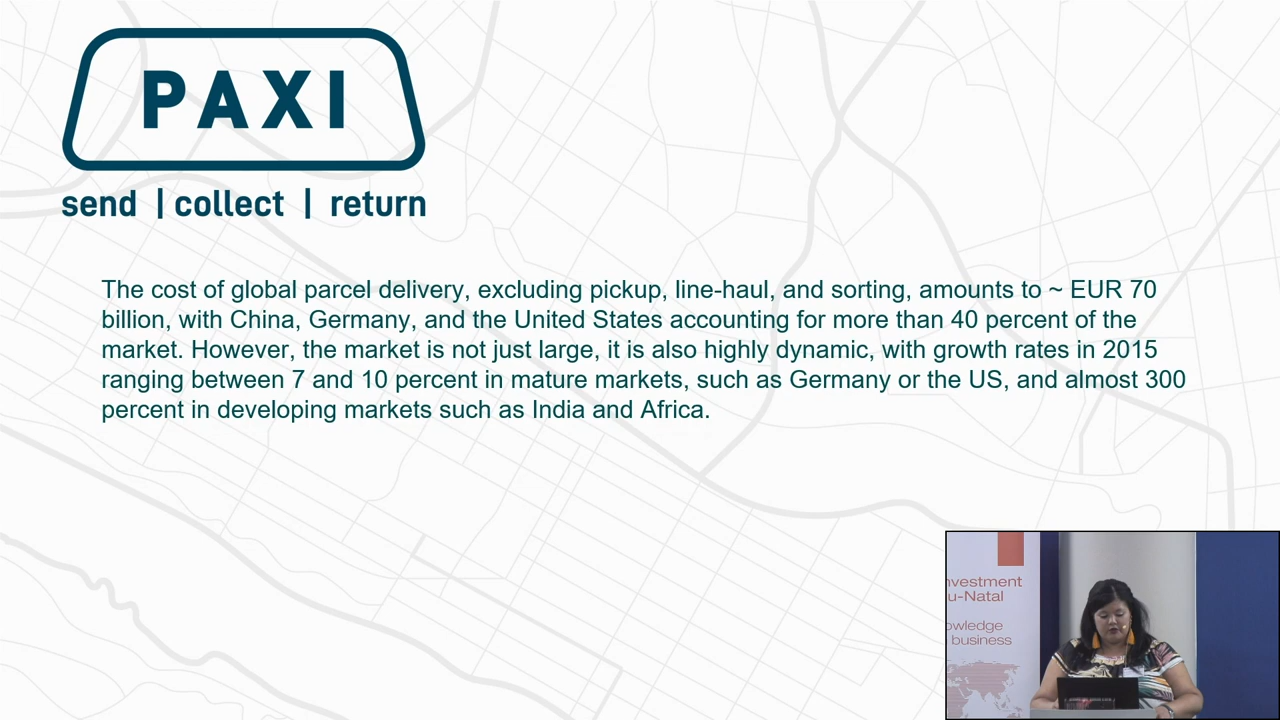 PAXI
send | collect | return
The cost of global parcel delivery, excluding pickup, line-haul, and sorting, amounts to ~ EUR 70
billion, with China, Germany, and the United States accounting for more than 40 percent of the
market. However, the market is not just large, it is also highly dynamic, with growth rates in 2015
ranging between 7 and 10 percent in mature markets, such as Germany or the US, and almost 300
percent in developing markets such as India and Africa.
nvestment
u-Natal
owledge
business